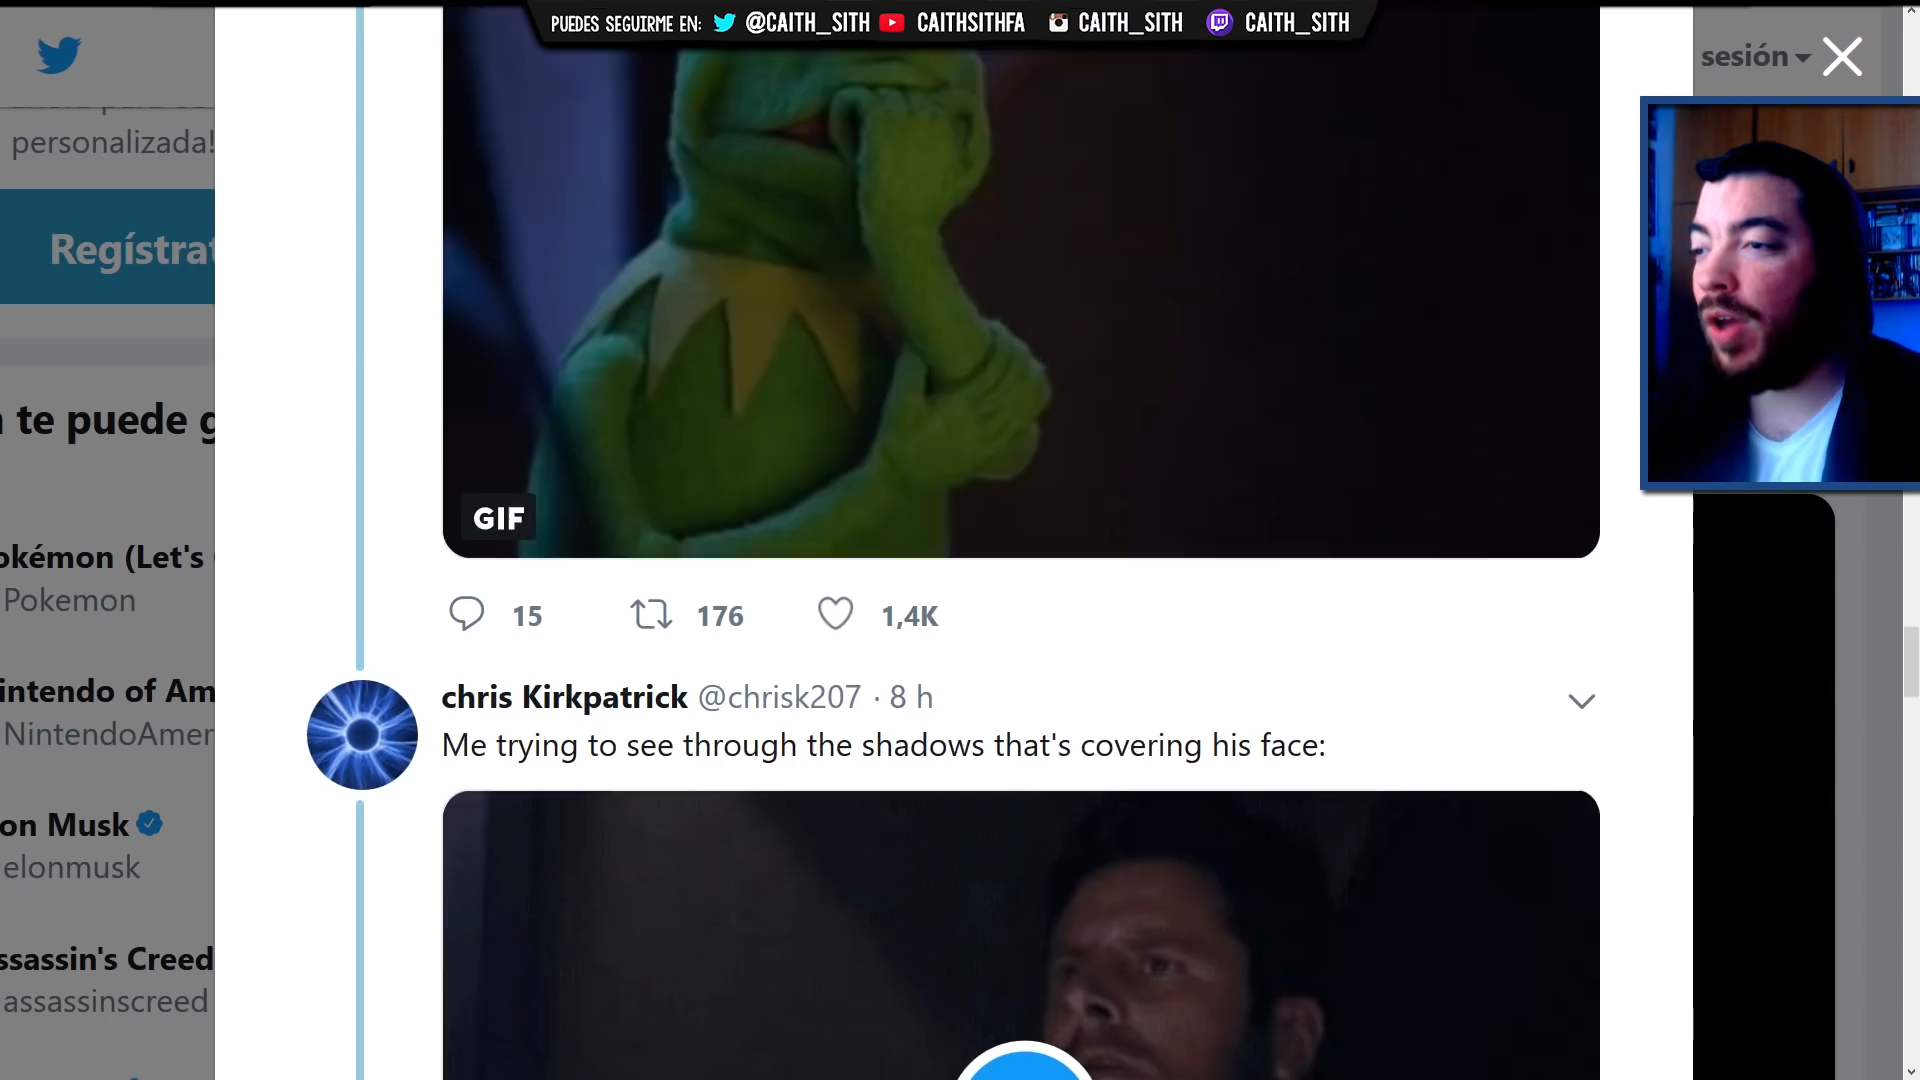 PUEDES SEGUIRME EN: @CAITH_SITH CAITHSITHFA CAITH_SITH CAITH_SITH
sesión
personalizada!
Regístrat
te puede g
okémon (Let's
Pokemon
intendo of Am
NintendoAmer
on Musk
elonmusk
ssassin's Creed
assassinscreed
GIF
15 176 1,4K
chris Kirkpatrick @chrisk207 · 8 h
Me trying to see through the shadows that's covering his face: